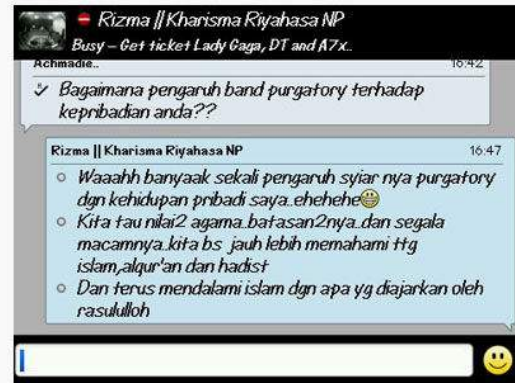 Rizma || Kharisma Riyahasa NP
Busy – Get ticket Lady Gaga, DT and A7x..
Achmadie.. 16:42
Bagaimana pengaruh band purgatory terhadap
kepribadian anda??
Rizma || Kharisma Riyahasa NP 16:47
Waaahh banyaak sekali pengaruh syiar nya purgatory
dgn kehidupan pribadi saya..ehehehe
Kita tau nilai2 agama..batasan2nya..dan segala
macamnya..kita bs jauh lebih memahami ttg
islam,alqur'an dan hadist
Dan terus mendalami islam dgn apa yg diajarkan oleh
rasululloh